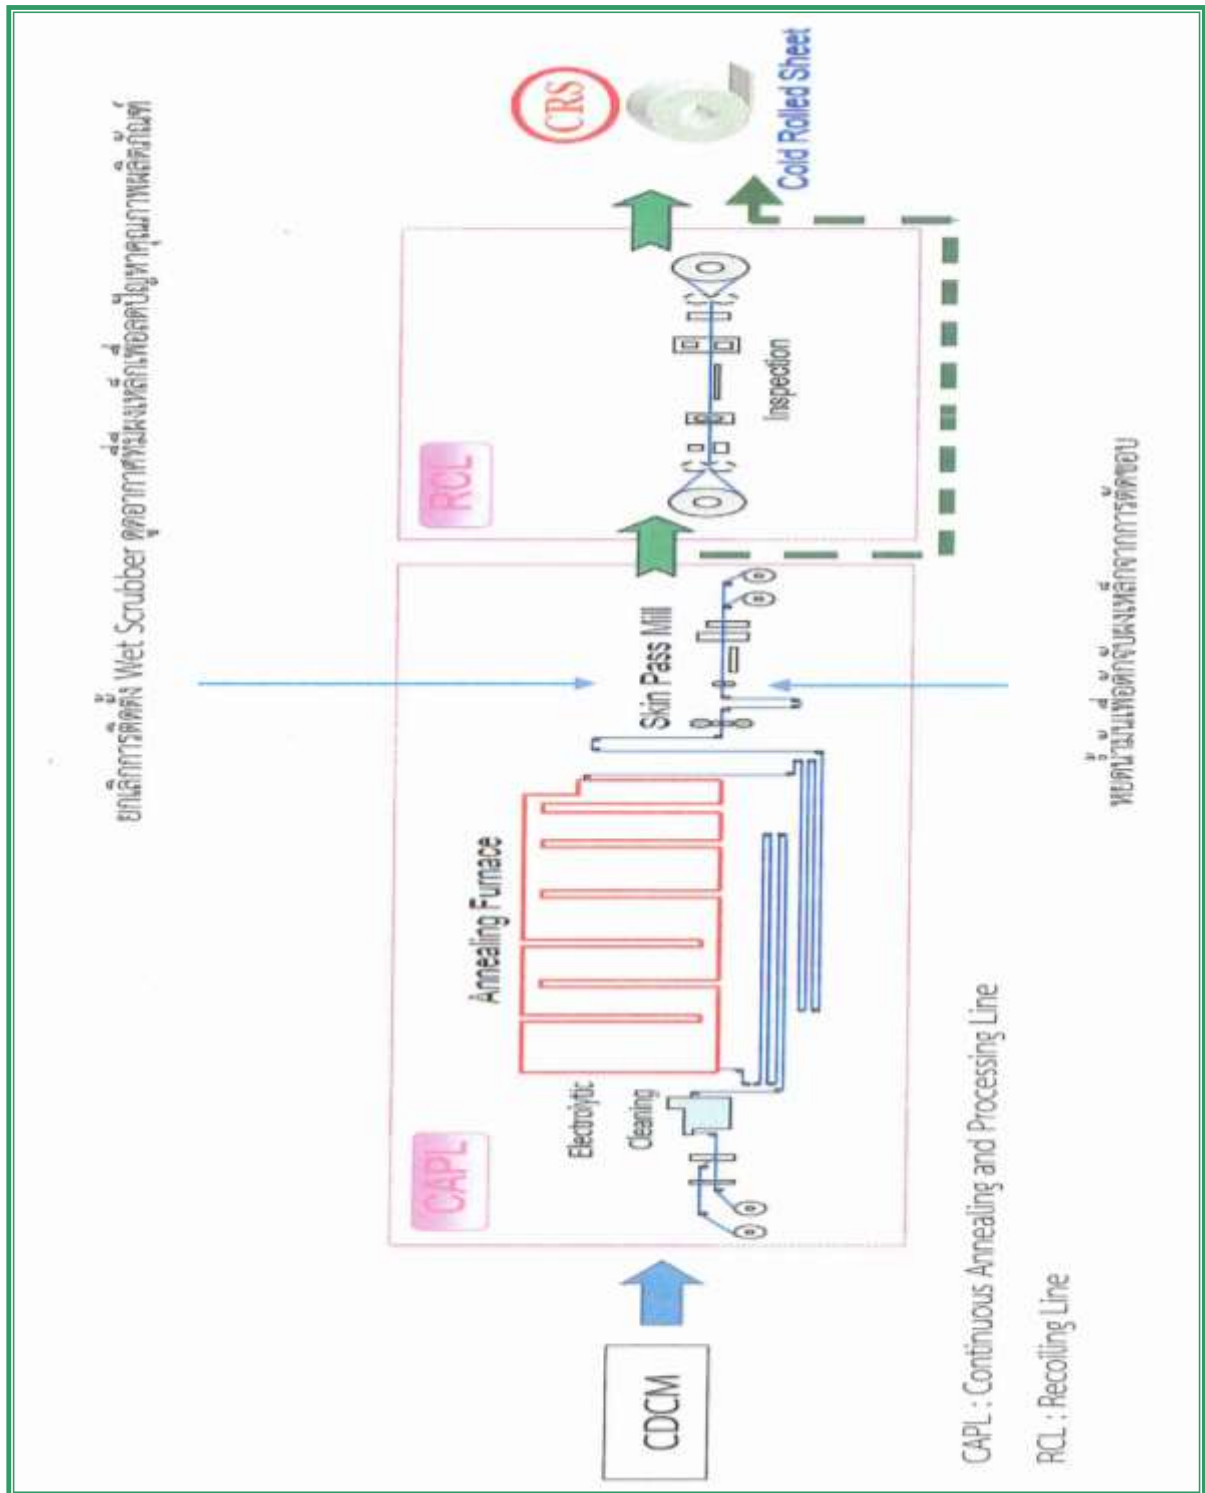 ยกเลิกการติดตั้ง Wet Scrubber ดูดอากาศที่มีผงเหล็กเพื่อลดปัญหาคุณภาพผลิตภัณฑ์
CAPL
RCL
CRS
Annealing Furnace
Electrolytic
Cleaning
Skin Pass Mill
CDCM
Inspection
Cold Rolled Sheet
CAPL : Continuous Annealing and Processing Line
RCL : Recoiling Line
หยดน้ำมันเพื่อดักจับผงเหล็กจากการตัดขอบ